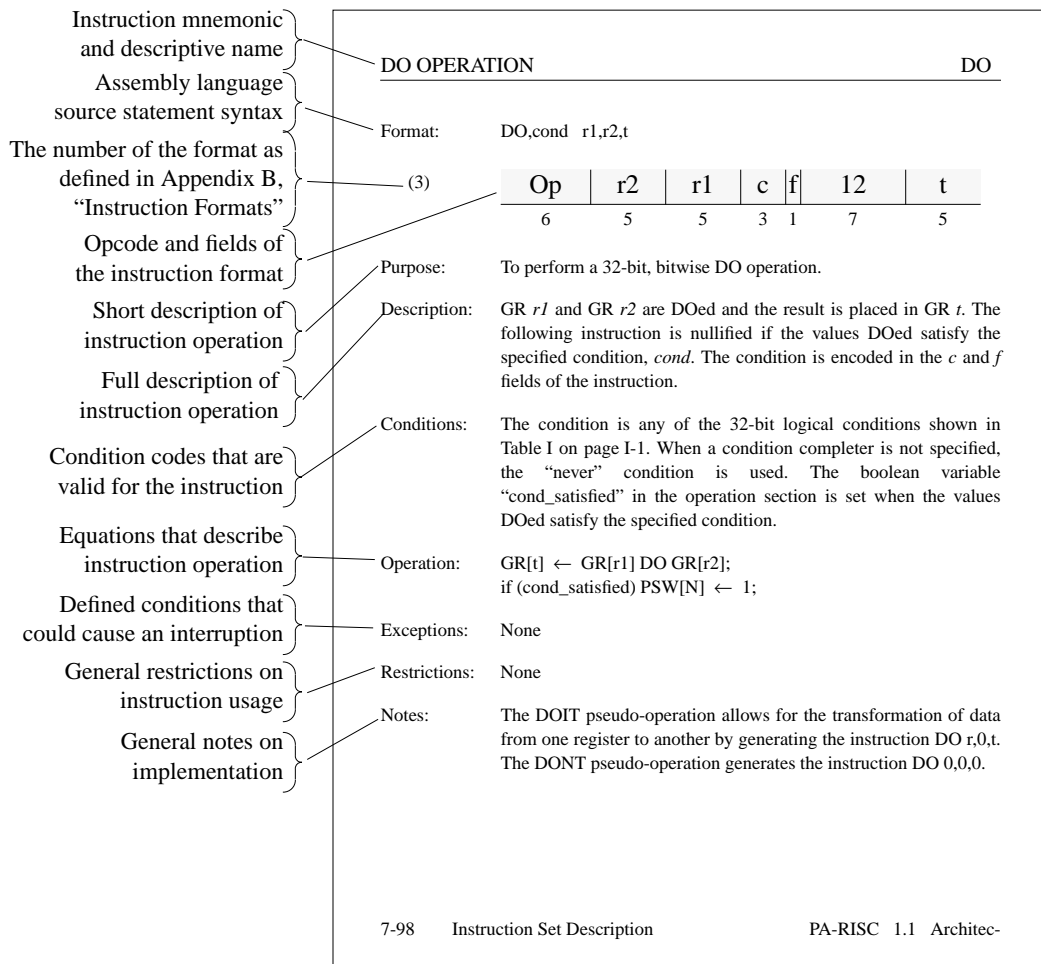 Instruction mnemonic
and descriptive name
Assembly language
source statement syntax
The number of the format as
defined in Appendix B,
“Instruction Formats”
Opcode and fields of
the instruction format
Short description of
instruction operation
Full description of
instruction operation
Condition codes that are
valid for the instruction
Equations that describe
instruction operation
Defined conditions that
could cause an interruption
General restrictions on
instruction usage
General notes on
implementation
DO OPERATION DO
Format: DO,cond r1,r2,t
(3) Op r2 r1 c f 12 t
6 5 5 3 1 7 5
Purpose: To perform a 32-bit, bitwise DO operation.
Description: GR r1 and GR r2 are DOed and the result is placed in GR t. The
following instruction is nullified if the values DOed satisfy the
specified condition, cond. The condition is encoded in the c and f
fields of the instruction.
Conditions: The condition is any of the 32-bit logical conditions shown in
Table I on page I-1. When a condition completer is not specified,
the “never” condition is used. The boolean variable
“cond_satisfied” in the operation section is set when the values
DOed satisfy the specified condition.
Operation: GR[t] ← GR[r1] DO GR[r2];
if (cond_satisfied) PSW[N] ← 1;
Exceptions: None
Restrictions: None
Notes: The DOIT pseudo-operation allows for the transformation of data
from one register to another by generating the instruction DO r,0,t.
The DONT pseudo-operation generates the instruction DO 0,0,0.
7-98 Instruction Set Description PA-RISC 1.1 Architec-